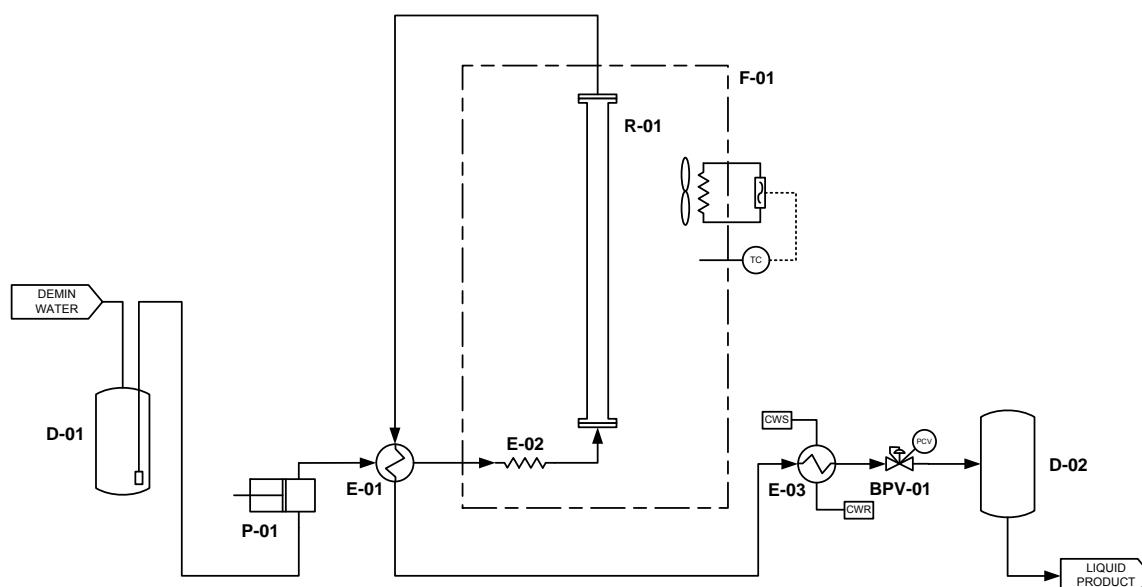 F-01
R-01
TC
DEMIN
WATER
D-01
P-01
E-01
E-02
CWS
E-03
CWR
PCV
BPV-01
D-02
LIQUID
PRODUCT